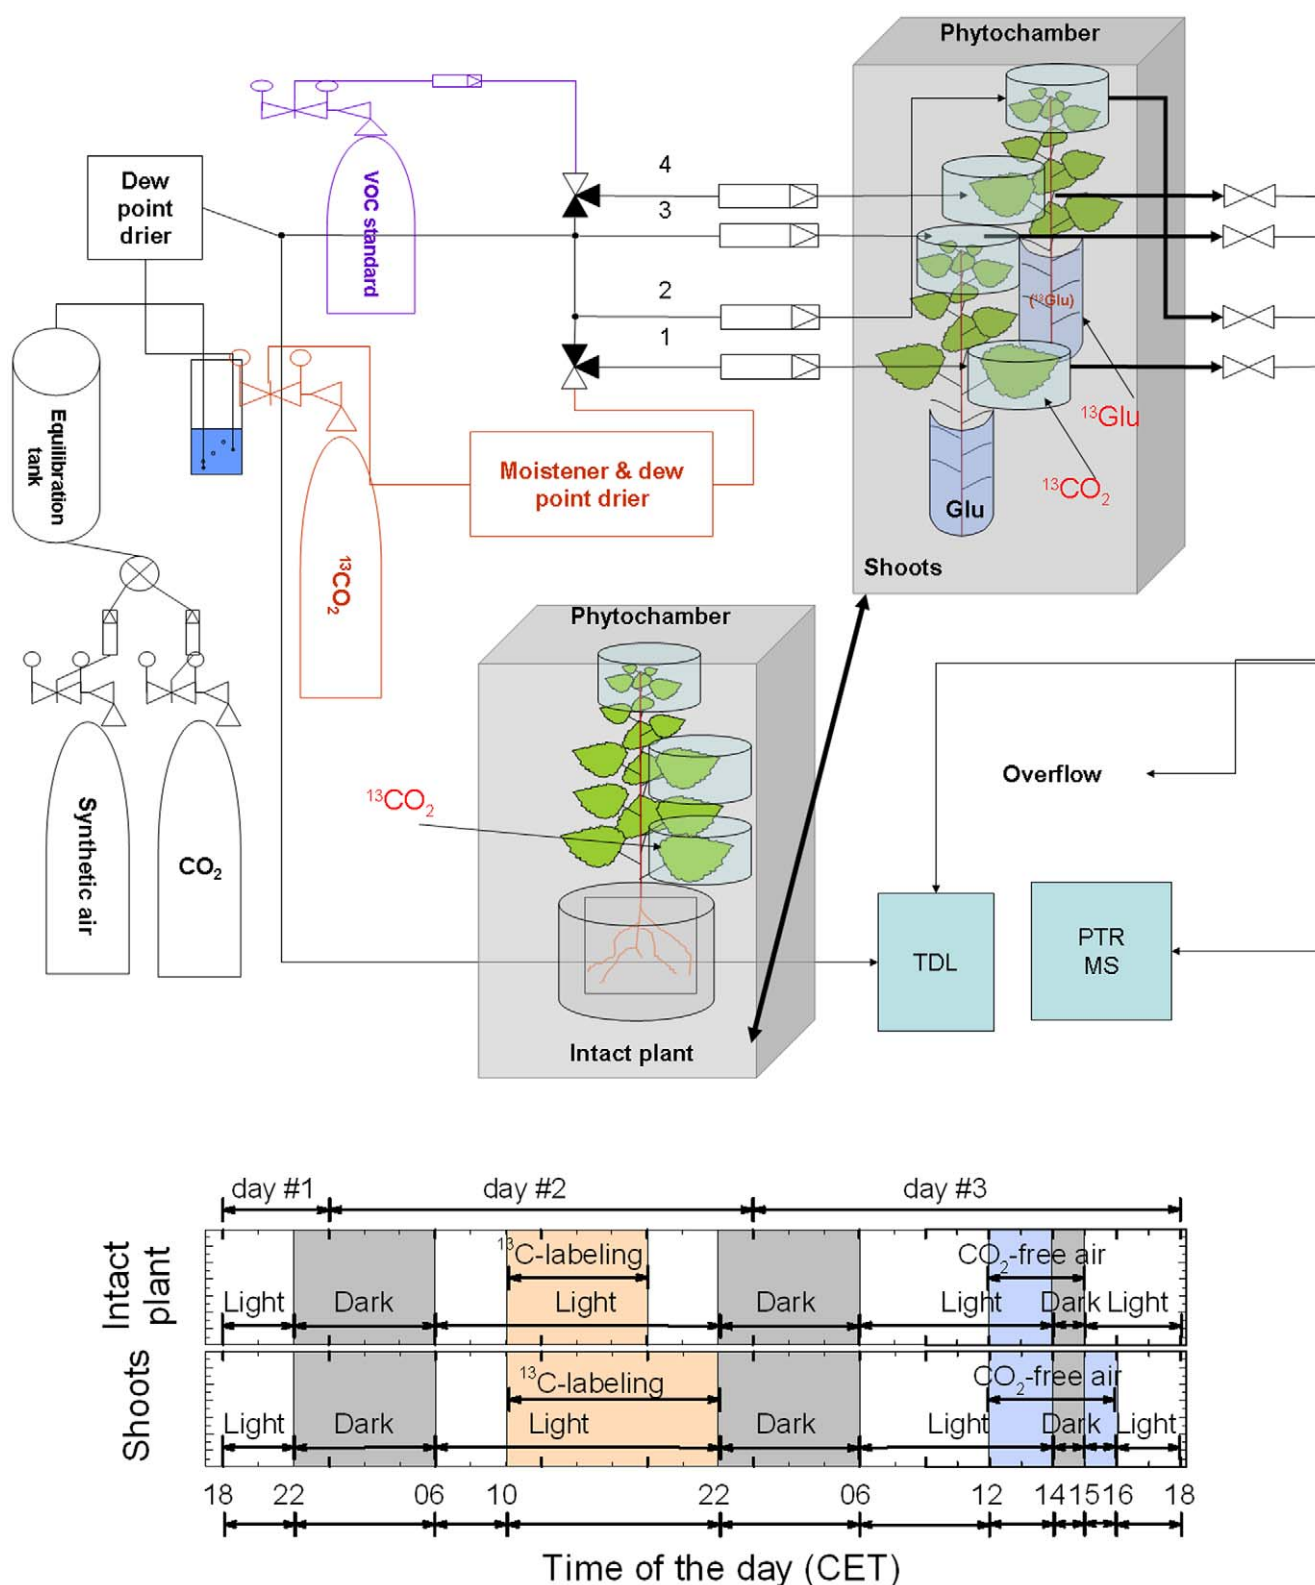 Phytochamber
Dew
point
drier
VOC standard
4
3
2
1
(¹³Glu)
¹³Glu
¹³CO₂
Glu
Shoots
Equilibration
tank
Moistener & dew
point drier
¹³CO₂
Synthetic air
CO₂
Phytochamber
¹³CO₂
Intact plant
Overflow
TDL
PTR
MS
day #1 day #2 day #3
Intact
plant
¹³C-labeling CO₂-free air
Light Dark Light Dark Light Dark Light
Shoots
¹³C-labeling CO₂-free air
Light Dark Light Dark Light Dark Light
18 22 06 10 22 06 12 14 15 16 18
Time of the day (CET)